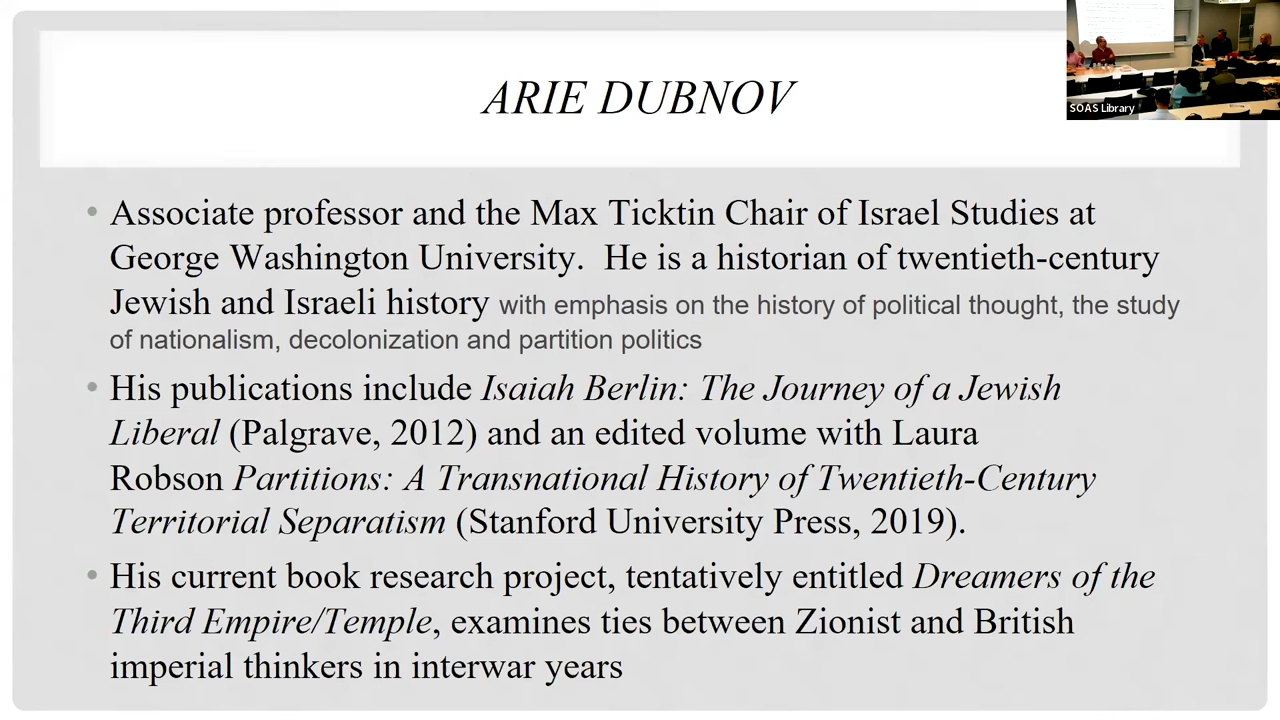 ARIE DUBNOV
SOAS Library
• Associate professor and the Max Ticktin Chair of Israel Studies at
George Washington University.  He is a historian of twentieth-century
Jewish and Israeli history with emphasis on the history of political thought, the study
of nationalism, decolonization and partition politics
• His publications include Isaiah Berlin: The Journey of a Jewish
Liberal (Palgrave, 2012) and an edited volume with Laura
Robson Partitions: A Transnational History of Twentieth-Century
Territorial Separatism (Stanford University Press, 2019).
• His current book research project, tentatively entitled Dreamers of the
Third Empire/Temple, examines ties between Zionist and British
imperial thinkers in interwar years